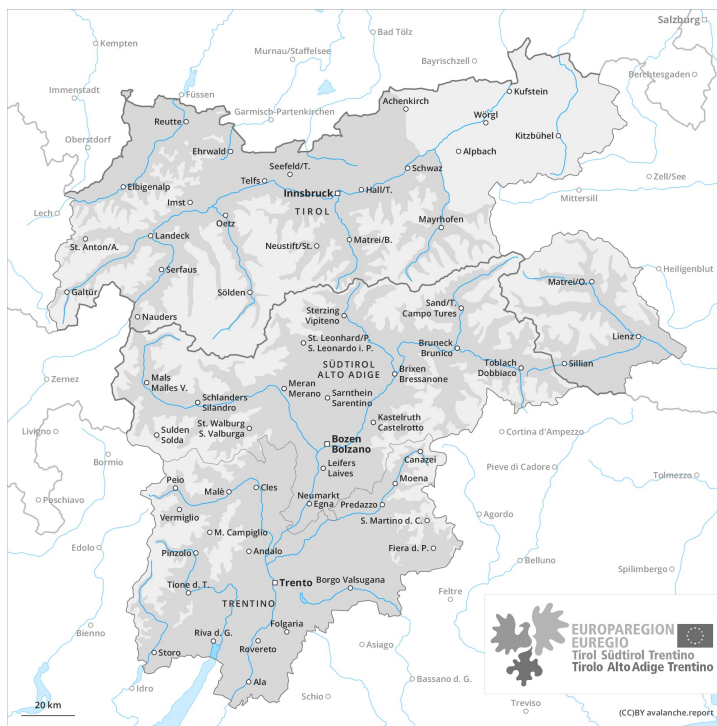 Salzburg
Kempten
Bad Tölz
Murnau/Staffelsee
Bayrischzell
Berchtesgaden
Immenstadt
Füssen
Garmisch-Partenkirchen
Achenkirch
Kufstein
Reutte
Wörgl
Oberstdorf
Ehrwald
Kitzbühel
Alpbach
Seefeld/T.
Telfs
Schwaz
Zell/See
Elbigenalp
Innsbruck
Hall/T.
Mittersill
Imst
TIROL
Lech
Oetz
Mayrhofen
Landeck
St. Anton/A.
Neustift/St.
Matrei/B.
Serfaus
Heiligenblut
Galtür
Sölden
Matrei/O.
Nauders
Sterzing
Vipiteno
Sand/T.
Campo Tures
St. Leonhard/P.
S. Leonardo i. P.
Lienz
Bruneck
Brunico
SÜDTIROL
ALTO ADIGE
Toblach
Dobbiaco
Sillian
Brixen
Bressanone
Zernez
Mals
Malles V.
Meran
Merano
Sarnthein
Sarentino
Schlanders
Silandro
St. Walburg
S. Valburga
Kastelruth
Castelrotto
Livigno
Sulden
Solda
Cortina d'Ampezzo
Bozen
Bolzano
Canazei
Bormio
Leifers
Laives
Pieve di Cadore
Tolmezzo
Peio
Moena
Malè
Cles
Neumarkt
Egna
Predazzo
Poschiavo
Vermiglio
Agordo
S. Martino d. C.
M. Campiglio
Edolo
Pinzolo
Andalo
Fiera d. P.
Belluno
Spilimbergo
Trento
Borgo Valsugana
Tione d. T.
Feltre
TRENTINO
Folgaria
Bienno
Riva d. G.
Rovereto
Asiago
Storo
Idro
Ala
Schio
Bassano d. G.
Treviso
EUROPAREGION
EUREGIO
Tirol Südtirol Trentino
Tirolo Alto Adige Trentino
20 km
(CC)BY avalanche.report